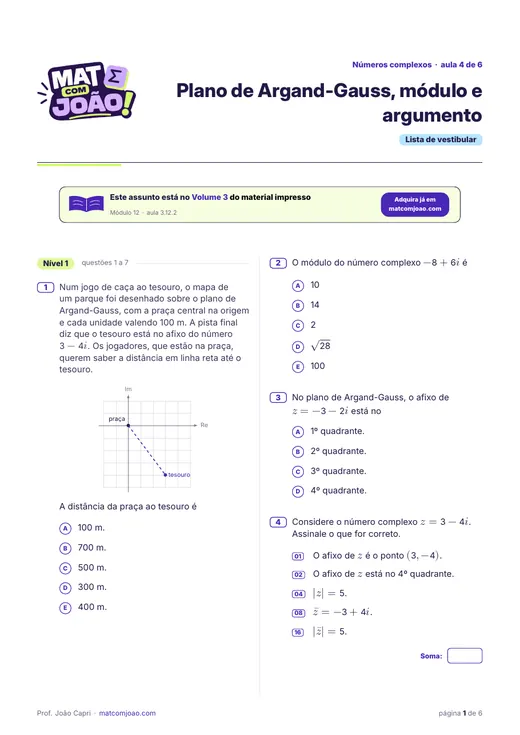 MAT Σ
COM
JOÃO!
Números complexos · aula 4 de 6
Plano de Argand-Gauss, módulo e
argumento
Lista de vestibular
Este assunto está no Volume 3 do material impresso
Módulo 12 · aula 3.12.2
Adquira já em
matcomjoao.com
Nível 1 questões 1 a 7
1 Num jogo de caça ao tesouro, o mapa de
um parque foi desenhado sobre o plano de
Argand-Gauss, com a praça central na origem
e cada unidade valendo 100 m. A pista final
diz que o tesouro está no afixo do número
3 − 4i. Os jogadores, que estão na praça,
querem saber a distância em linha reta até o
tesouro.
Im
praça
Re
tesouro
A distância da praça ao tesouro é
A 100 m.
B 700 m.
C 500 m.
D 300 m.
E 400 m.
2 O módulo do número complexo −8 + 6i é
A 10
B 14
C 2
D √28
E 100
3 No plano de Argand-Gauss, o afixo de
z = −3 − 2i está no
A 1º quadrante.
B 2º quadrante.
C 3º quadrante.
D 4º quadrante.
4 Considere o número complexo z = 3 − 4i.
Assinale o que for correto.
01 O afixo de z é o ponto (3, −4).
02 O afixo de z está no 4º quadrante.
04 |z| = 5.
08 z̄ = −3 + 4i.
16 |z̄| = 5.
Soma:
Prof. João Capri · matcomjoao.com
página 1 de 6